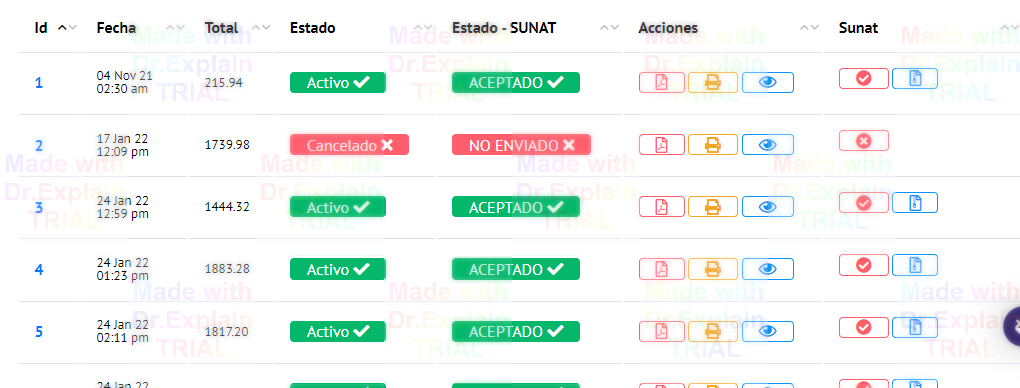 Id Fecha Total Estado Estado - SUNAT Acciones Sunat
04 Nov 21
1 215.94 Activo ACEPTADO
02:30 am
17 Jan 22
2 1739.98 Cancelado NO ENVIADO
12:09 pm
24 Jan 22
3 1444.32 Activo ACEPTADO
12:59 pm
24 Jan 22
4 1883.28 Activo ACEPTADO
01:23 pm
24 Jan 22
5 1817.20 Activo ACEPTADO
02:11 pm
24 Jan 22
Made with
Dr.Explain
TRIAL